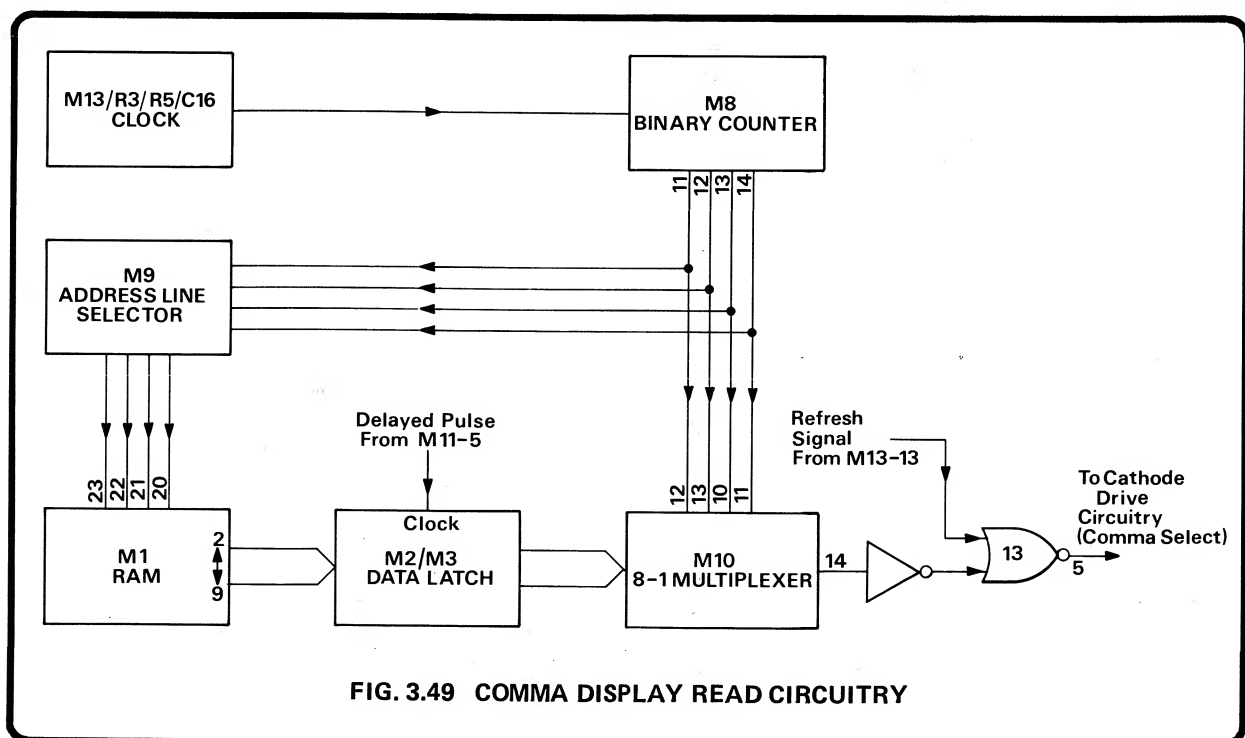 M13/R3/R5/C16
CLOCK
M8
BINARY COUNTER
11
12
13
14
M9
ADDRESS LINE
SELECTOR
Delayed Pulse
From M11-5
Refresh
Signal
From M13-13
23
22
21
20
12
13
10
11
To Cathode
Drive
Circuitry
(Comma Select)
M1
RAM
2
9
Clock
M2/M3
DATA LATCH
M10
8-1 MULTIPLEXER
14
13
5
FIG. 3.49 COMMA DISPLAY READ CIRCUITRY